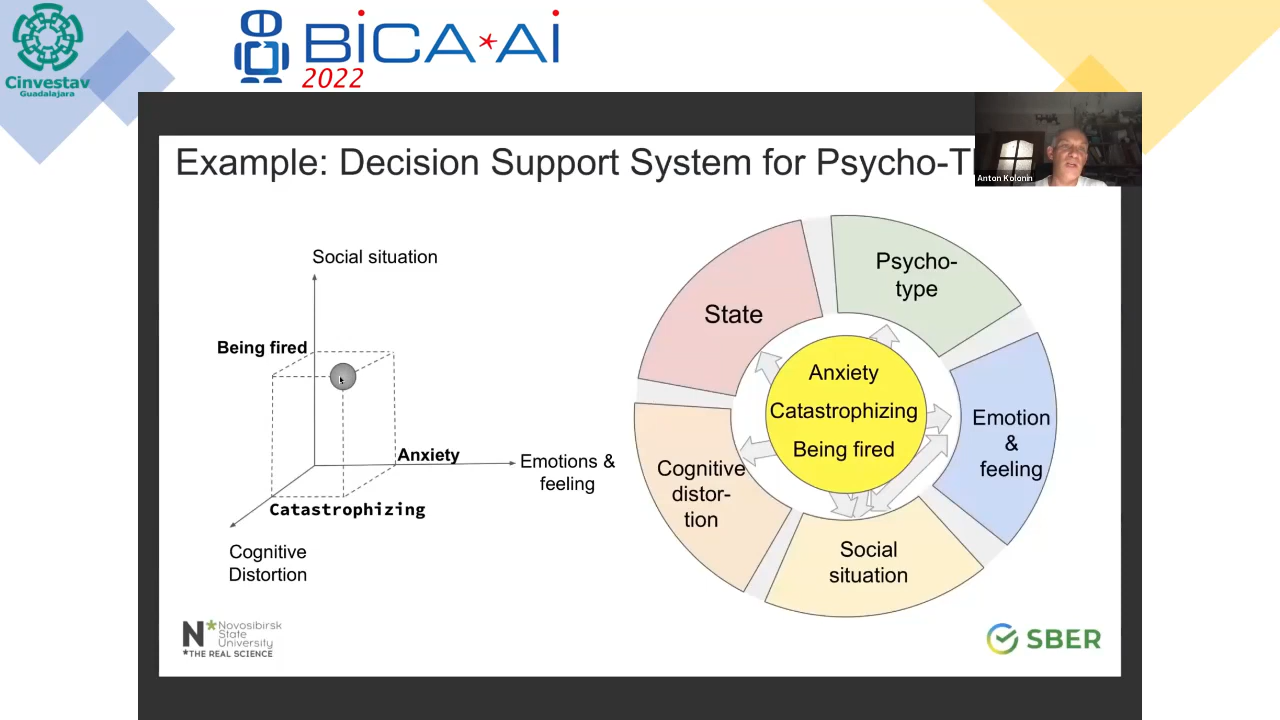 Cinvestav
Guadalajara
BiCA*Ai
2022
Example: Decision Support System for Psycho-T
Anton Kolonin
Social situation
Being fired
Anxiety
Emotions &
feeling
Catastrophizing
Cognitive
Distortion
State
Psycho-
type
Emotion
&
feeling
Social
situation
Cognitive
distor-
tion
Anxiety
Catastrophizing
Being fired
N*
Novosibirsk
State
University
*THE REAL SCIENCE
SBER